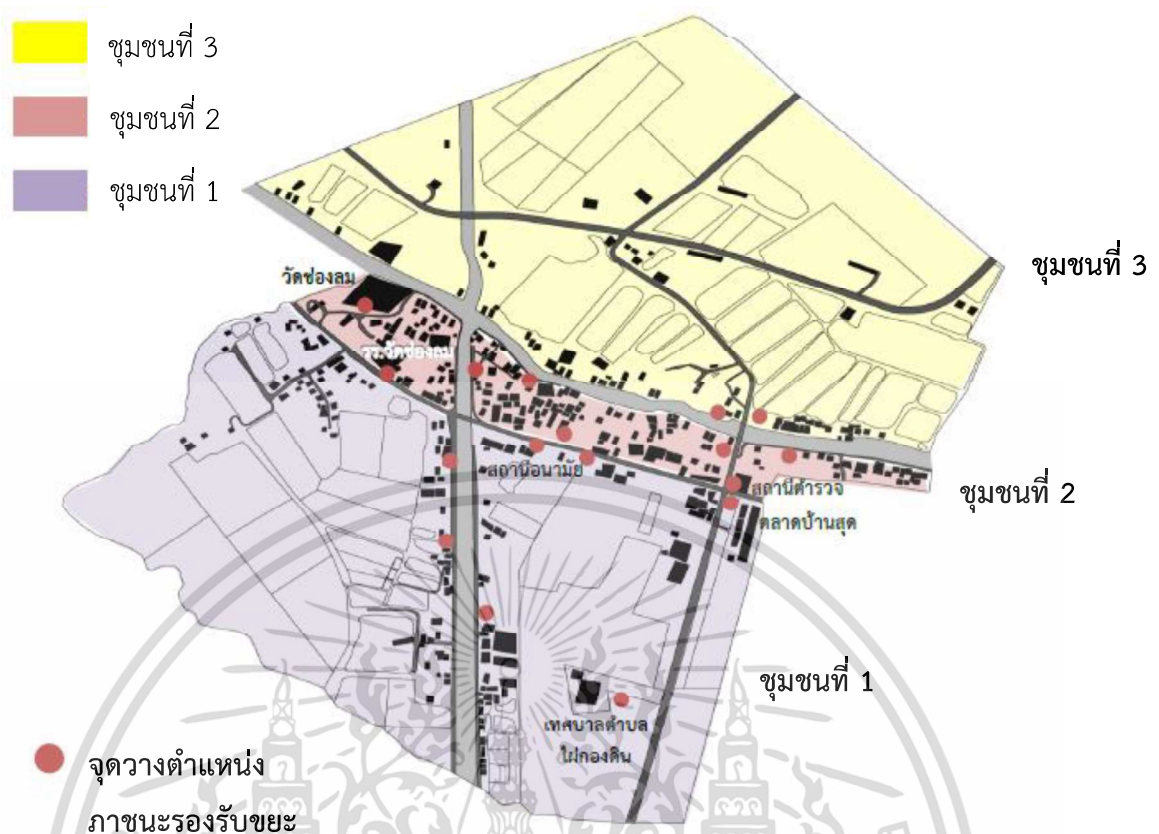 ชุมชนที่ 3
ชุมชนที่ 2
ชุมชนที่ 1
ชุมชนที่ 3
วัดช่องลม
รร.วัดช่องลม
สถานีอนามัย
สถานีตำรวจ
ชุมชนที่ 2
ตลาดบ้านสุด
ชุมชนที่ 1
เทศบาลตำบล
ไผ่กองดิน
จุดวางตำแหน่ง
ภาชนะรองรับขยะ